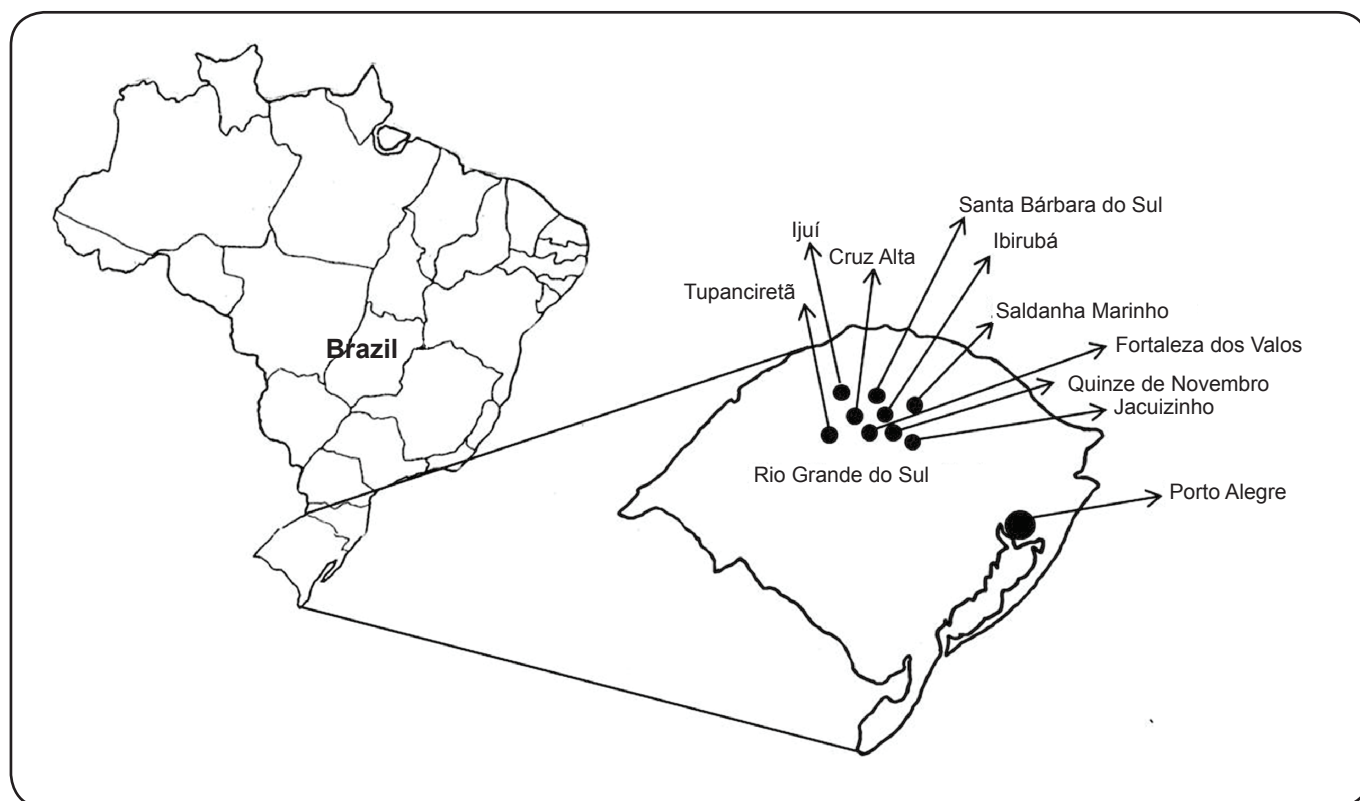 Santa Bárbara do Sul
Ijuí
Ibirubá
Cruz Alta
Tupanciretã
Saldanha Marinho
Fortaleza dos Valos
Brazil
Quinze de Novembro
Jacuizinho
Rio Grande do Sul
Porto Alegre